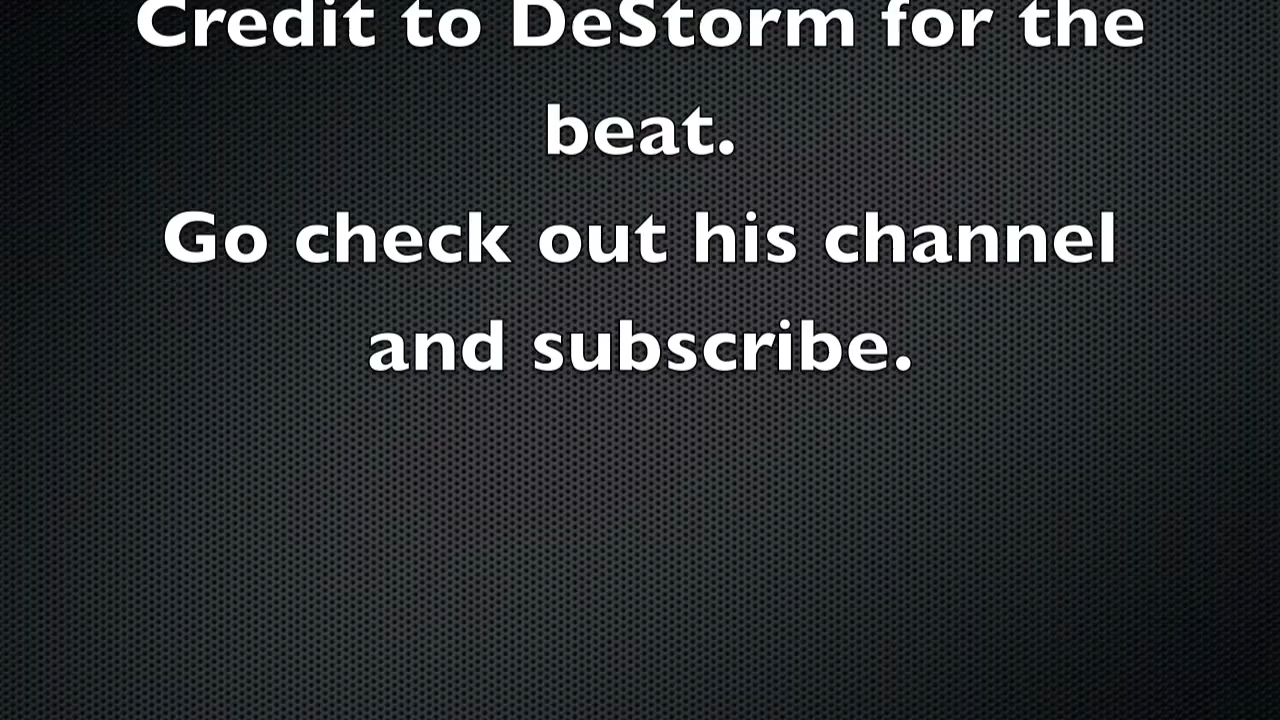 Credit to DeStorm for the
beat.
Go check out his channel
and subscribe.